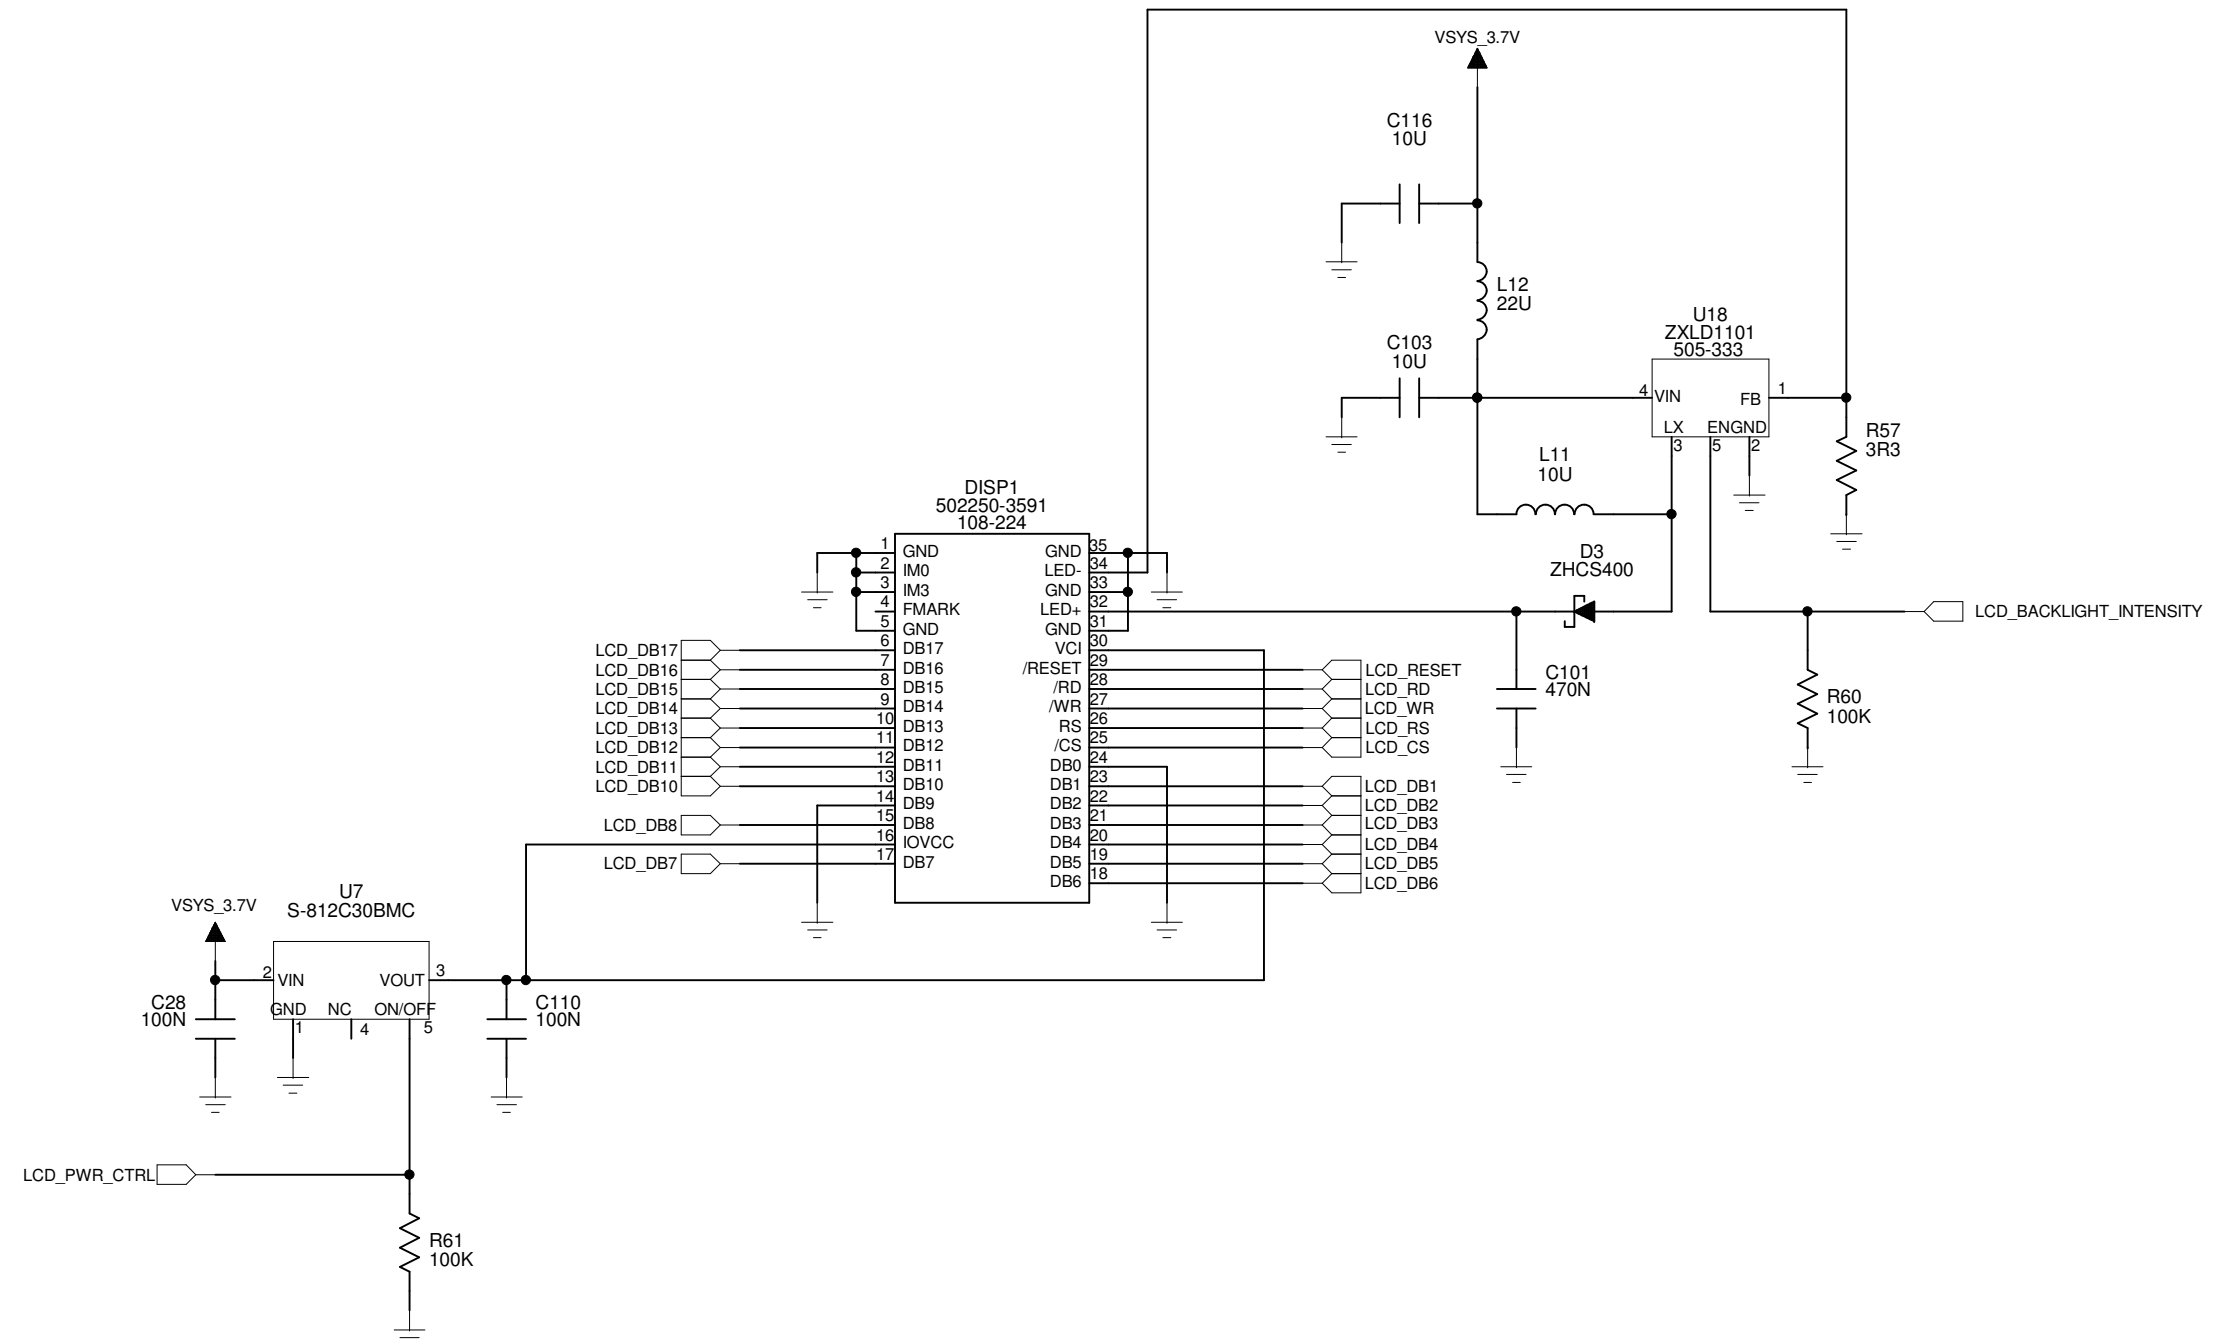 VSYS_3.7V
C116
10U
L12
22U
C103
10U
U18
ZXLD1101
505-333
4
VIN
FB
1
LX
EN
GND
3
5
2
R57
3R3
L11
10U
D3
ZHCS400
LCD_BACKLIGHT_INTENSITY
C101
470N
R60
100K
DISP1
502250-3591
108-224
1 GND
2 IM0
3 IM3
4 FMARK
5 GND
LCD_DB17 6 DB17
LCD_DB16 7 DB16
LCD_DB15 8 DB15
LCD_DB14 9 DB14
LCD_DB13 10 DB13
LCD_DB12 11 DB12
LCD_DB11 12 DB11
LCD_DB10 13 DB10
14 DB9
LCD_DB8 15 DB8
16 IOVCC
LCD_DB7 17 DB7
GND 35
LED- 34
GND 33
LED+ 32
GND 31
VCI 30
/RESET 29 LCD_RESET
/RD 28 LCD_RD
/WR 27 LCD_WR
RS 26 LCD_RS
/CS 25 LCD_CS
DB0 24
DB1 23 LCD_DB1
DB2 22 LCD_DB2
DB3 21 LCD_DB3
DB4 20 LCD_DB4
DB5 19 LCD_DB5
DB6 18 LCD_DB6
VSYS_3.7V
U7
S-812C30BMC
2
VIN
VOUT
3
GND
NC
ON/OFF
1
4
5
C28
100N
C110
100N
LCD_PWR_CTRL
R61
100K